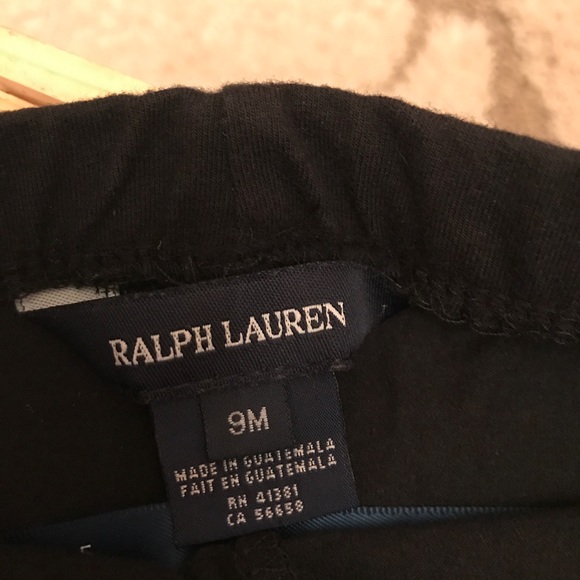 RALPH LAUREN
9M
MADE IN GUATEMALA
FAIT EN GUATEMALA
RN 41381
CA 56658